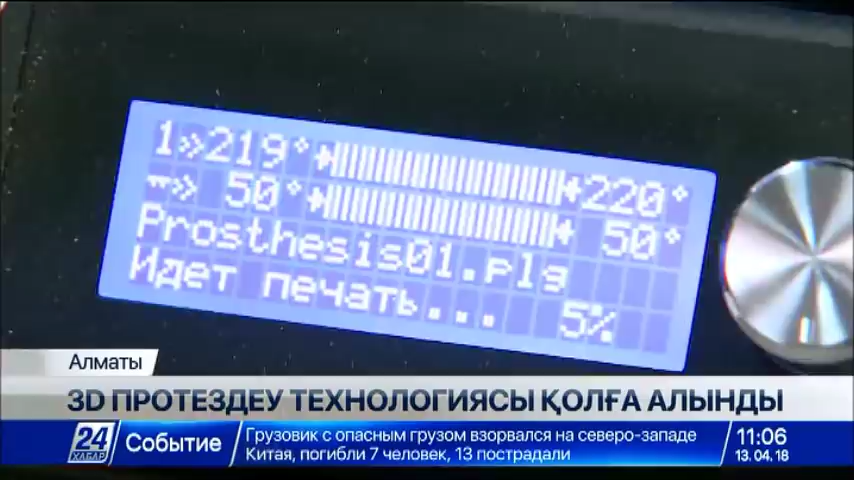 1»219° 220°
» 50° 50°
Prosthesis01.plg
Идет печать... 5%
Алматы
3D ПРОТЕЗДЕУ ТЕХНОЛОГИЯСЫ ҚОЛҒА АЛЫНДЫ
24 ХАБАР
Событие
Грузовик с опасным грузом взорвался на северо-западе
Китая, погибли 7 человек, 13 пострадали
11:06
13.04.18